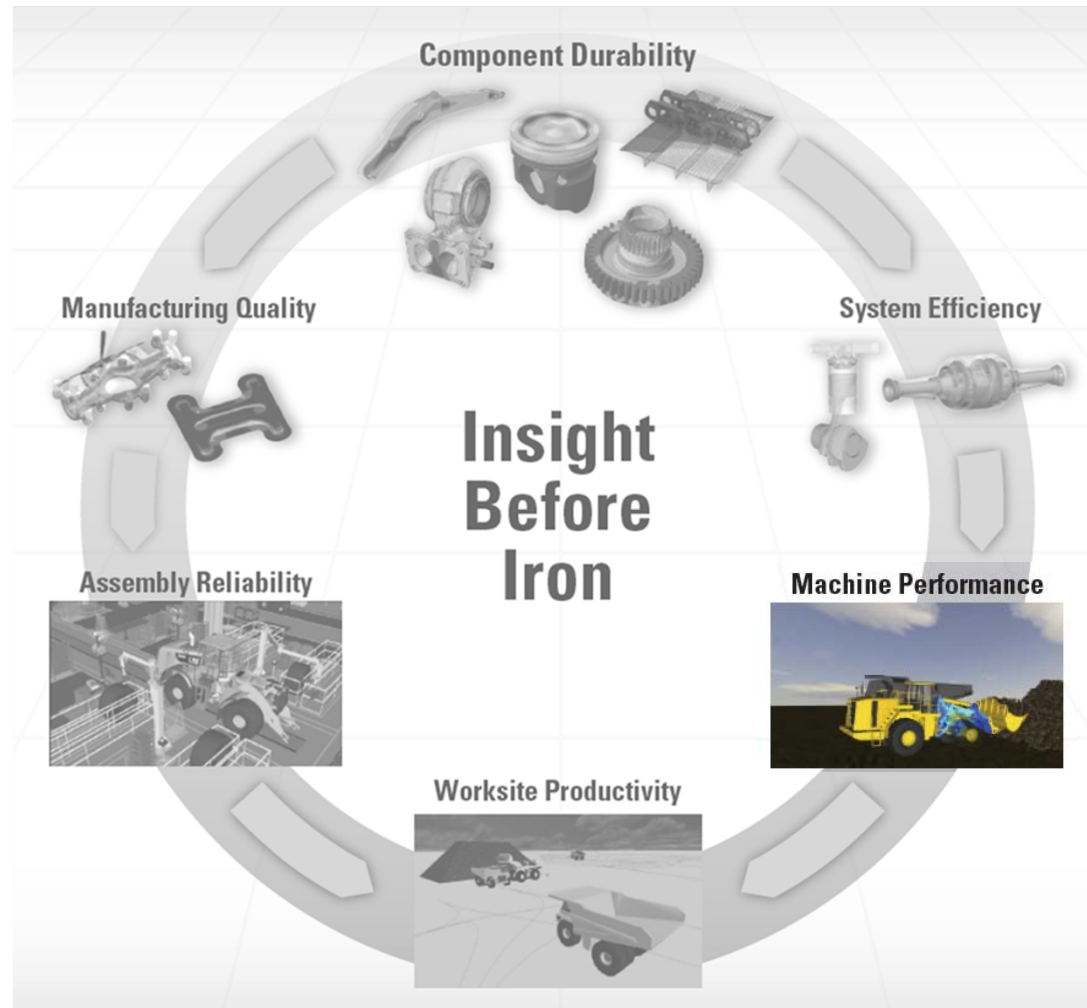 Component Durability
Manufacturing Quality
System Efficiency
Insight
Before
Iron
Assembly Reliability
Machine Performance
Worksite Productivity